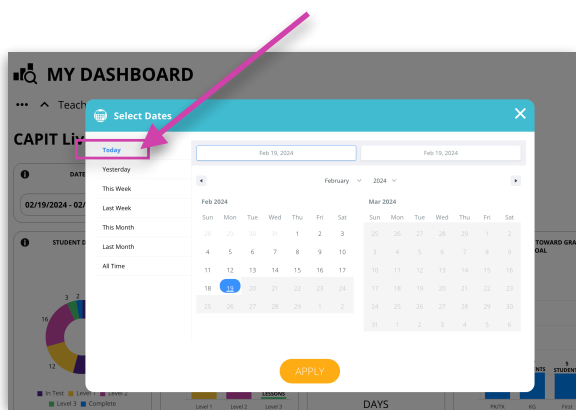 MY DASHBOARD
••• Teach
CAPIT Liv
Select Dates
Today
Yesterday
This Week
Last Week
This Month
Last Month
All Time
Feb 19, 2024 Feb 19, 2024
February 2024
Feb 2024
Sun Mon Tue Wed Thu Fri Sat
28 29 30 31 1 2 3
4 5 6 7 8 9 10
11 12 13 14 15 16 17
18 19 20 21 22 23 24
25 26 27 28 29 1 2
Mar 2024
Sun Mon Tue Wed Thu Fri Sat
25 26 27 28 29 1 2
3 4 5 6 7 8 9
10 11 12 13 14 15 16
17 18 19 20 21 22 23
24 25 26 27 28 29 30
31 1 2 3 4 5 6
APPLY
DATE
02/19/2024 - 02/
STUDENT D
3 2
16
12
In Test Level 1 Level 2
Level 3 Complete
LESSONS
Level 1 Level 2 Level 3
DAYS
TOWARD GRA
OAL
NTS
9
STUDENT
PK/TK KG First